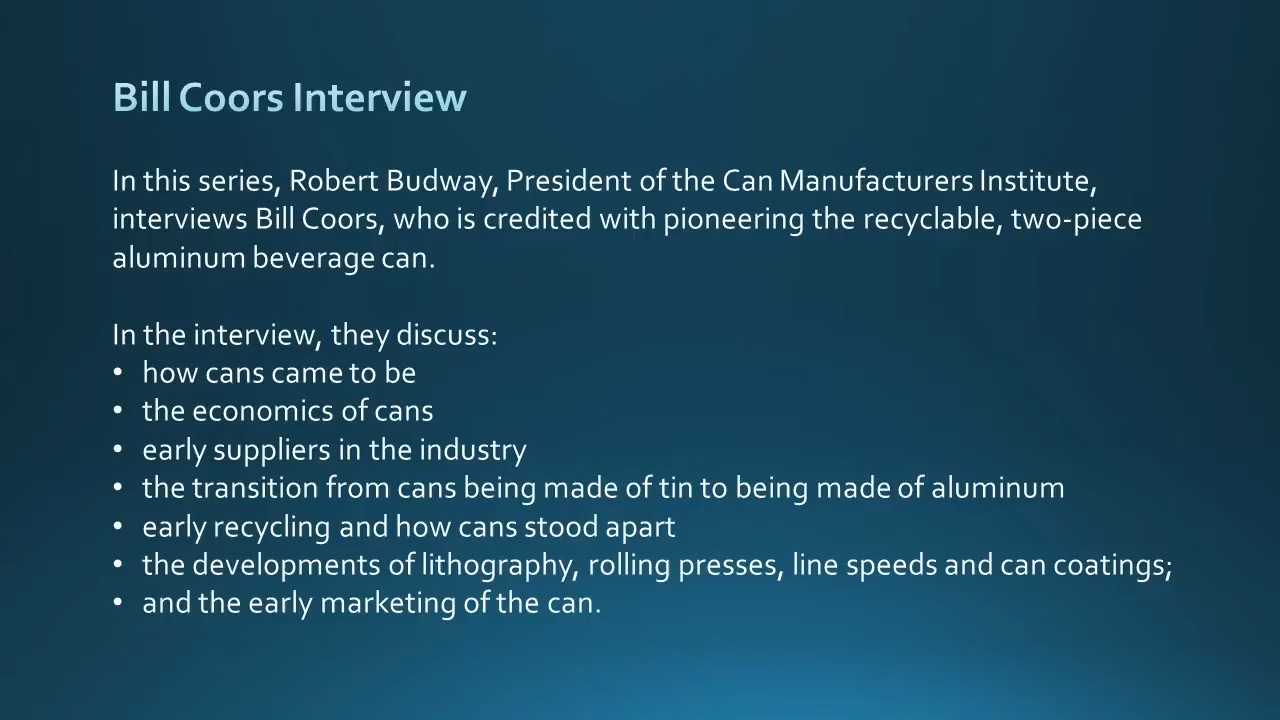 Bill Coors Interview
In this series, Robert Budway, President of the Can Manufacturers Institute,
interviews Bill Coors, who is credited with pioneering the recyclable, two-piece
aluminum beverage can.
In the interview, they discuss:
• how cans came to be
• the economics of cans
• early suppliers in the industry
• the transition from cans being made of tin to being made of aluminum
• early recycling and how cans stood apart
• the developments of lithography, rolling presses, line speeds and can coatings;
• and the early marketing of the can.